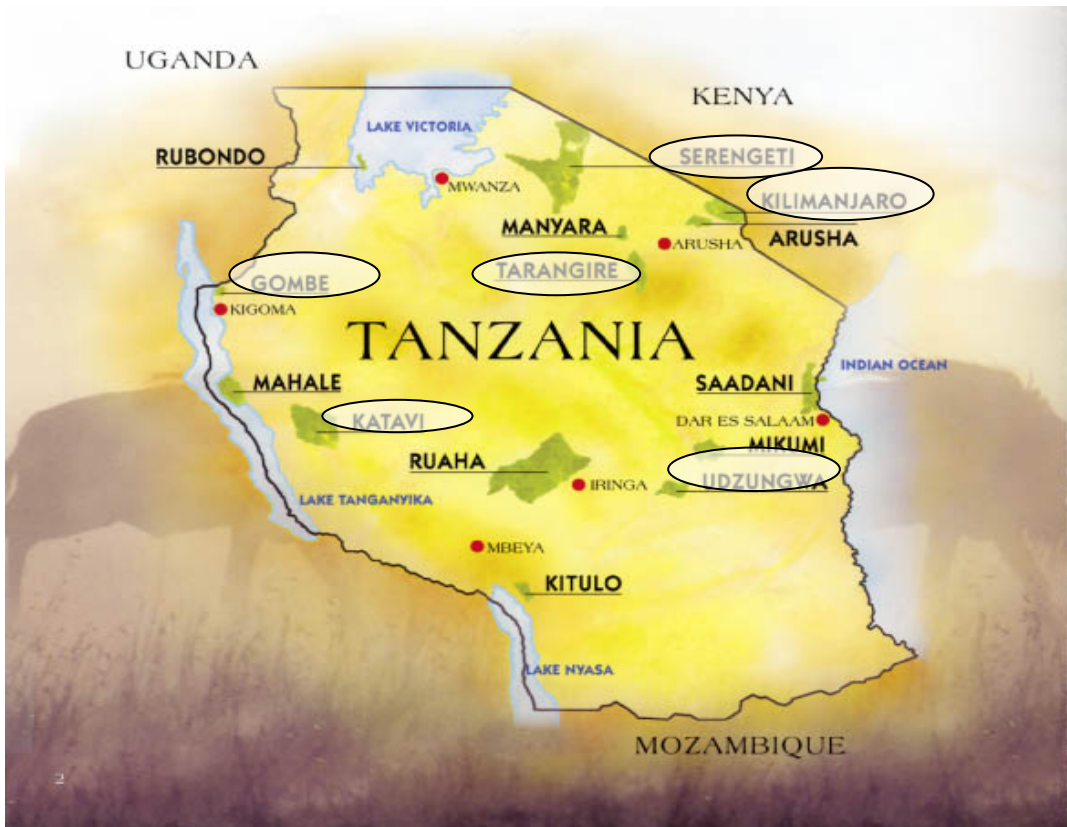 UGANDA
KENYA
LAKE VICTORIA
RUBONDO
SERENGETI
MWANZA
KILIMANJARO
MANYARA
ARUSHA
ARUSHA
TARANGIRE
GOMBE
KIGOMA
TANZANIA
INDIAN OCEAN
MAHALE
SAADANI
KATAVI
DAR ES SALAAM
MIKUMI
RUAHA
UDZUNGWA
IRINGA
LAKE TANGANYIKA
MBEYA
KITULO
LAKE NYASA
MOZAMBIQUE
2